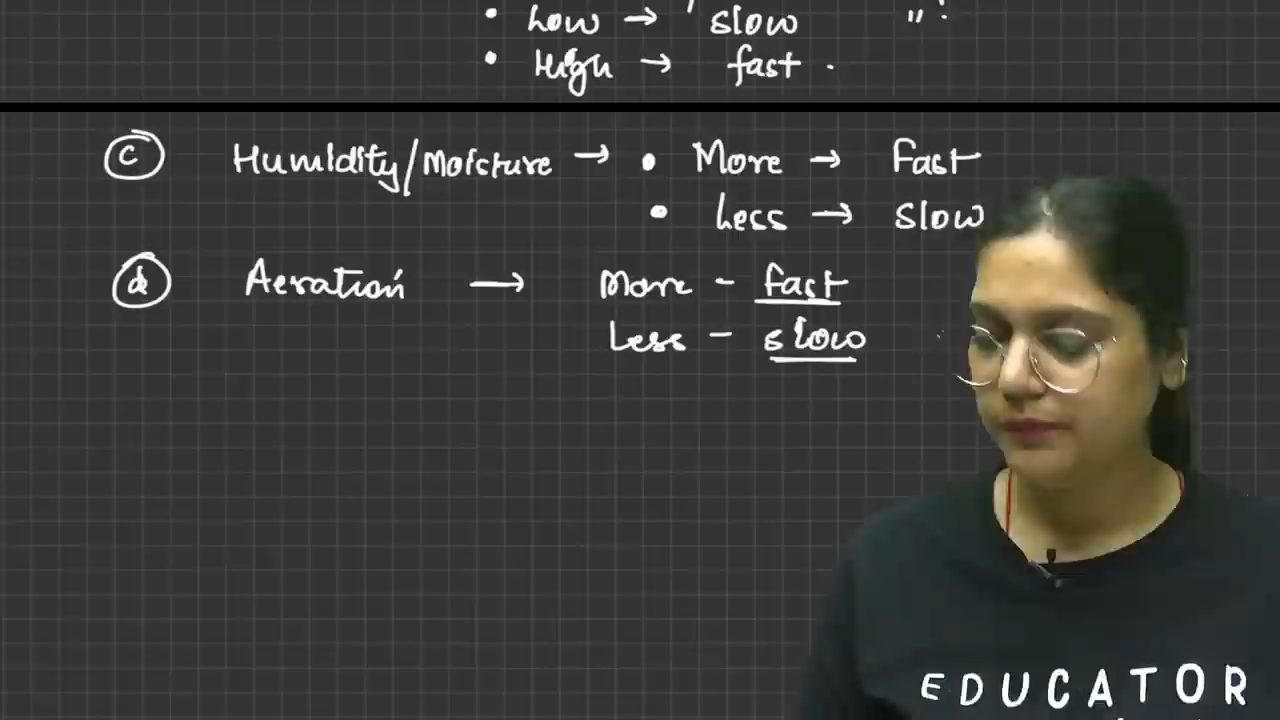 • Low → slow " .
• High → fast .
(c) Humidity/Moisture → • More → Fast
• Less → Slow
(d) Aeration → More - fast
Less - slow
EDUCATOR